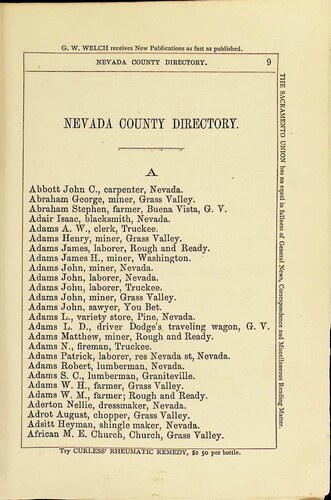 G. W. WELCH receives New Publications as fast as published.
NEVADA COUNTY DIRECTORY. 9
NEVADA COUNTY DIRECTORY.
A
Abbott John C., carpenter, Nevada.
Abraham George, miner, Grass Valley.
Abraham Stephen, farmer, Buena Vista, G. V.
Adair Isaac, blacksmith, Nevada.
Adams A. W., clerk, Truckee.
Adams Henry, miner, Grass Valley.
Adams James, laborer, Rough and Ready.
Adams James H., miner, Washington.
Adams John, miner, Nevada.
Adams John, laborer, Nevada.
Adams John, laborer, Truckee.
Adams John, miner, Grass Valley.
Adams John, sawyer, You Bet.
Adams L., variety store, Pine, Nevada.
Adams L. D., driver Dodge's traveling wagon, G. V.
Adams Matthew, miner, Rough and Ready.
Adams N., fireman, Truckee.
Adams Patrick, laborer, res Nevada st, Nevada.
Adams Robert, lumberman, Nevada.
Adams S. C., lumberman, Graniteville.
Adams W. H., farmer, Grass Valley.
Adams W. M., farmer; Rough and Ready.
Aderton Nellie, dressmaker, Nevada.
Adrot August, chopper, Grass Valley.
Adsitt Heyman, shingle maker, Nevada.
African M. E. Church, Church, Grass Valley.
Try CURLESS' RHEUMATIC REMEDY, $2 50 per bottle.
THE SACRAMENTO UNION has no equal in fullness of General News, Correspondence and Miscellaneous Reading Matter.